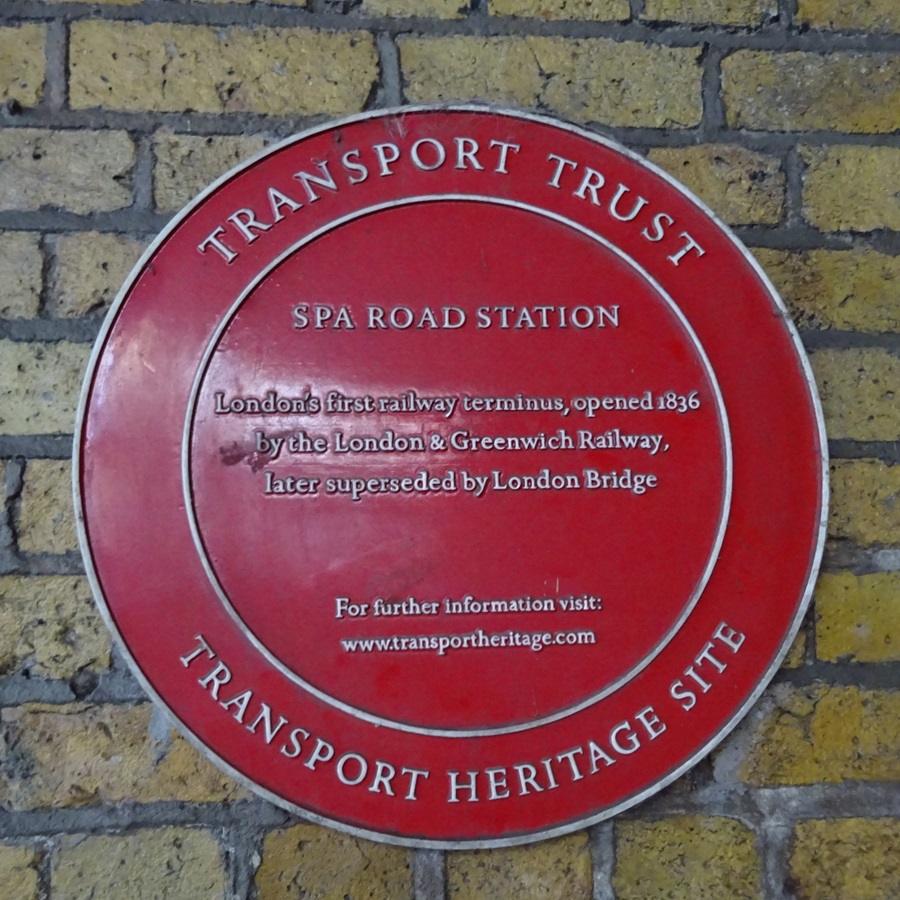 TRANSPORT TRUST
SPA ROAD STATION
London's first railway terminus, opened 1836
by the London & Greenwich Railway,
later superseded by London Bridge
For further information visit:
www.transportheritage.com
TRANSPORT HERITAGE SITE